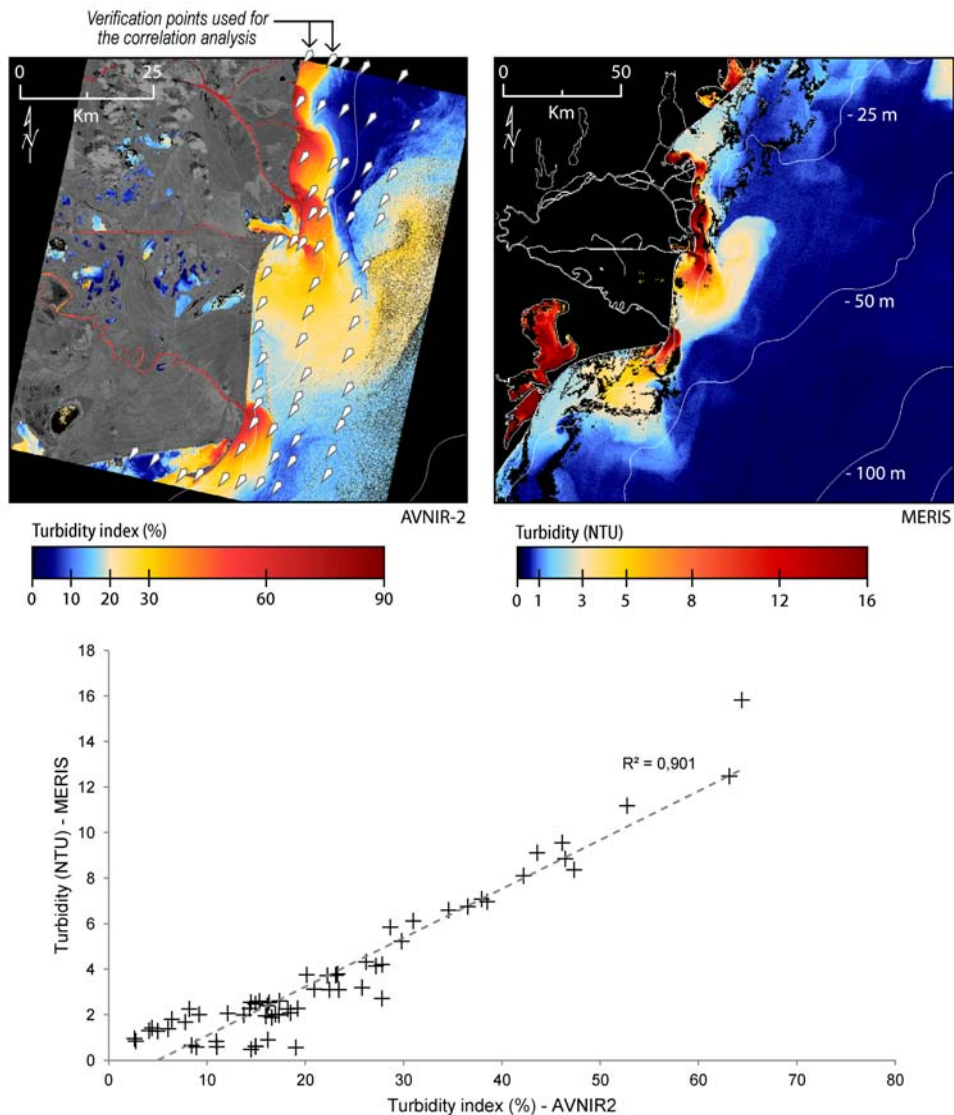 Verification points used for
the correlation analysis
0 25
Km
N
AVNIR-2
0 50
Km
N
- 25 m
- 50 m
- 100 m
MERIS
Turbidity index (%)
0 10 20 30 60 90
Turbidity (NTU)
0 1 3 5 8 12 16
18
16
14
12
10
8
6
4
2
0
Turbidity (NTU) - MERIS
R² = 0,901
0 10 20 30 40 50 60 70 80
Turbidity index (%) - AVNIR2